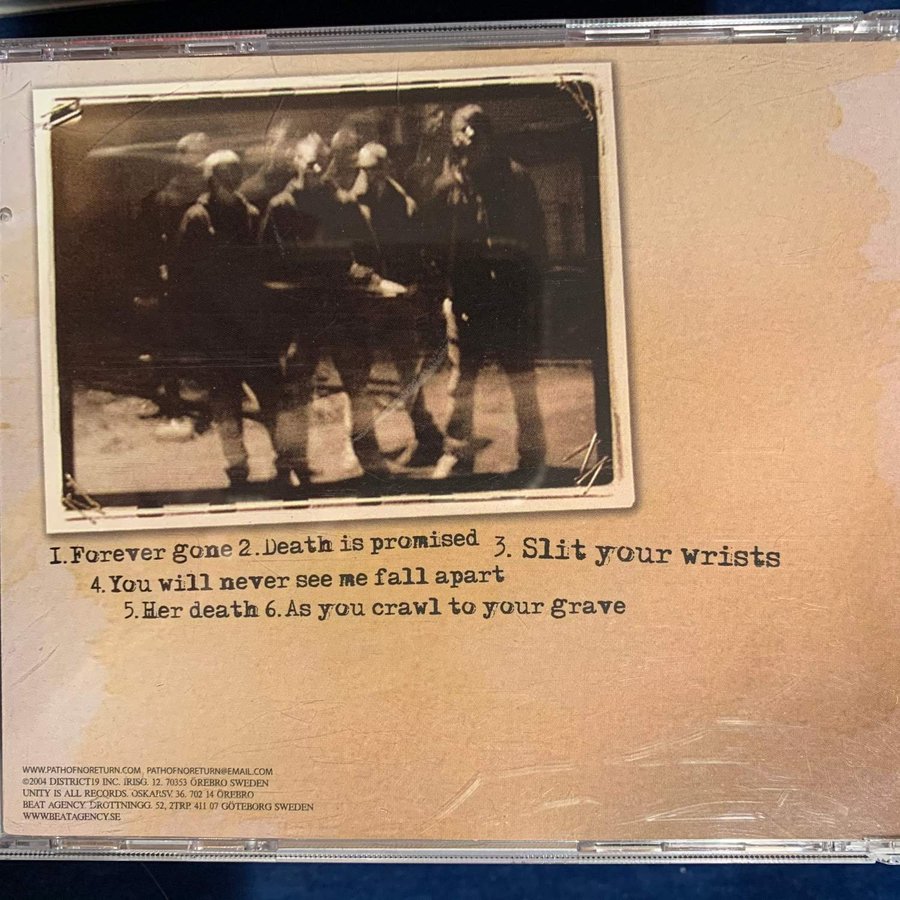 1.Forever gone 2.Death is promised 3. Slit your wrists
4.You will never see me fall apart
5.Her death 6.As you crawl to your grave
WWW.PATHOFNORETURN.COM PATHOFNORETURN@EMAIL.COM
©2004 DISTRICT19 INC. IRISG. 12. 70353 ÖREBRO SWEDEN
UNITY IS ALL RECORDS. OSKARSV. 36. 702 14 ÖREBRO
BEAT AGENCY DROTTNINGG. 52, 2TRP. 411 07 GÖTEBORG SWEDEN
WWW.BEATAGENCY.SE